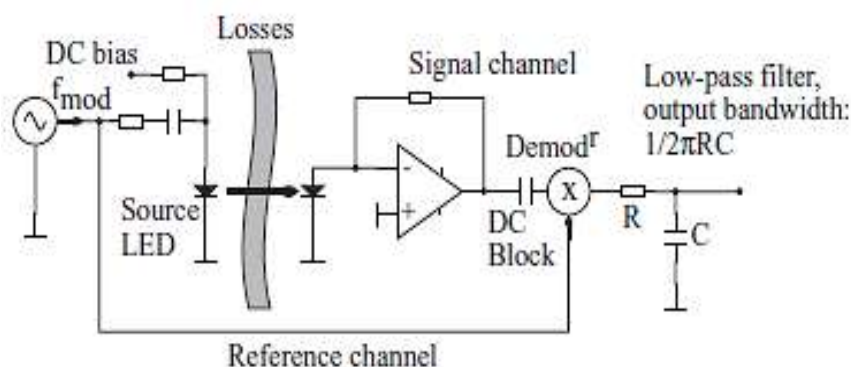 Losses
DC bias
f mod
Signal channel
Low-pass filter,
output bandwidth:
1/2πRC
Demod r
Source
LED
-
+
DC
Block
X
R
C
Reference channel